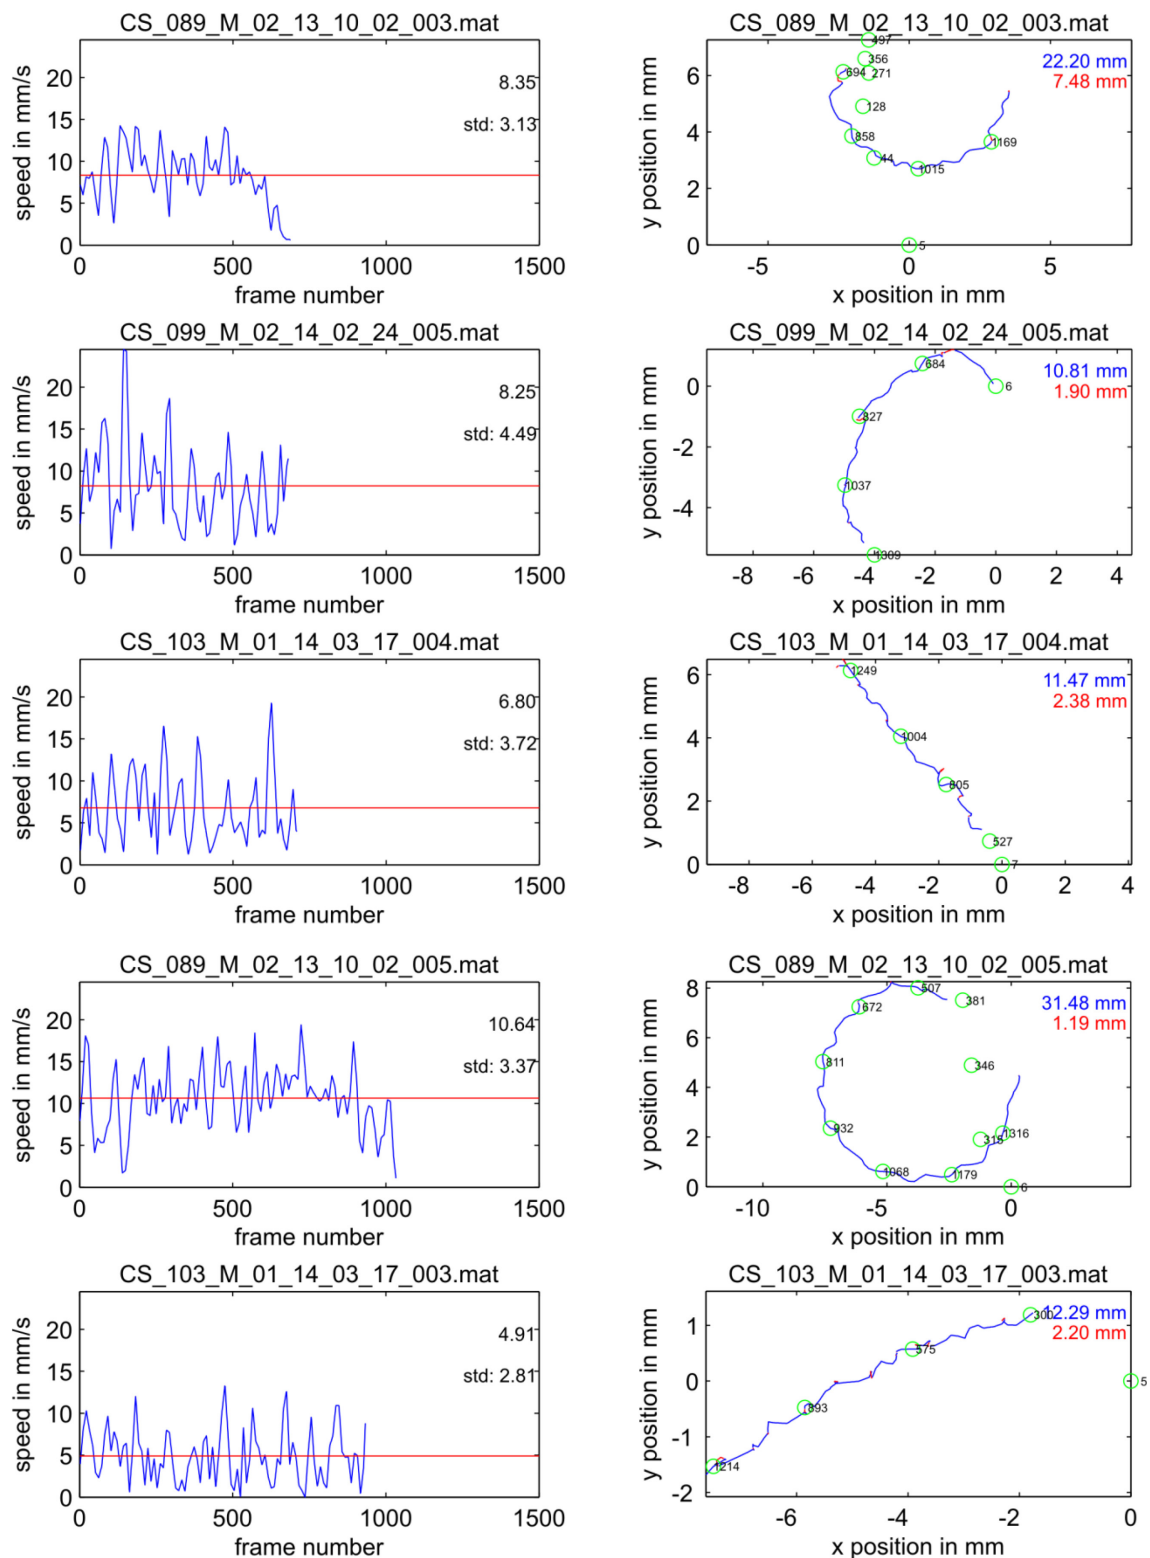 CS_089_M_02_13_10_02_003.mat
speed in mm/s
20
15
10
5
0
8.35
std: 3.13
0 500 1000 1500
frame number
CS_089_M_02_13_10_02_003.mat
y position in mm
6
4
2
0
22.20 mm
7.48 mm
497
356
694
271
128
858
44
1015
1169
5
-5 0 5
x position in mm
CS_099_M_02_14_02_24_005.mat
speed in mm/s
20
15
10
5
0
8.25
std: 4.49
0 500 1000 1500
frame number
CS_099_M_02_14_02_24_005.mat
y position in mm
0
-2
-4
10.81 mm
1.90 mm
684
6
827
1037
1309
-8 -6 -4 -2 0 2 4
x position in mm
CS_103_M_01_14_03_17_004.mat
speed in mm/s
20
15
10
5
0
6.80
std: 3.72
0 500 1000 1500
frame number
CS_103_M_01_14_03_17_004.mat
y position in mm
6
4
2
0
11.47 mm
2.38 mm
1249
1004
805
527
7
-8 -6 -4 -2 0 2 4
x position in mm
CS_089_M_02_13_10_02_005.mat
speed in mm/s
20
15
10
5
0
10.64
std: 3.37
0 500 1000 1500
frame number
CS_089_M_02_13_10_02_005.mat
y position in mm
8
6
4
2
0
31.48 mm
1.19 mm
507
381
672
811
346
932
315
1316
1068
1179
6
-10 -5 0
x position in mm
CS_103_M_01_14_03_17_003.mat
speed in mm/s
20
15
10
5
0
4.91
std: 2.81
0 500 1000 1500
frame number
CS_103_M_01_14_03_17_003.mat
y position in mm
1
0
-1
-2
12.29 mm
2.20 mm
300
575
5
893
1214
-6 -4 -2 0
x position in mm